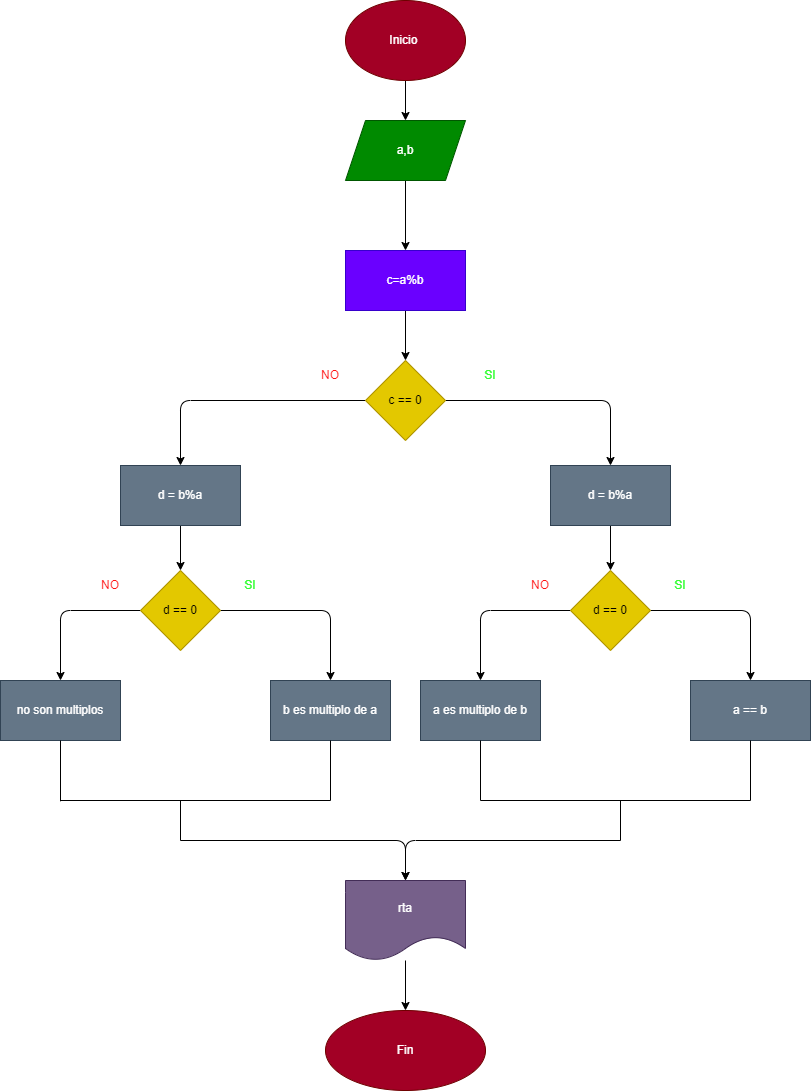 Inicio
a,b
c=a%b
NO
SI
c == 0
d = b%a
d = b%a
NO
SI
NO
SI
d == 0
d == 0
no son multiplos
b es multiplo de a
a es multiplo de b
a == b
rta
Fin